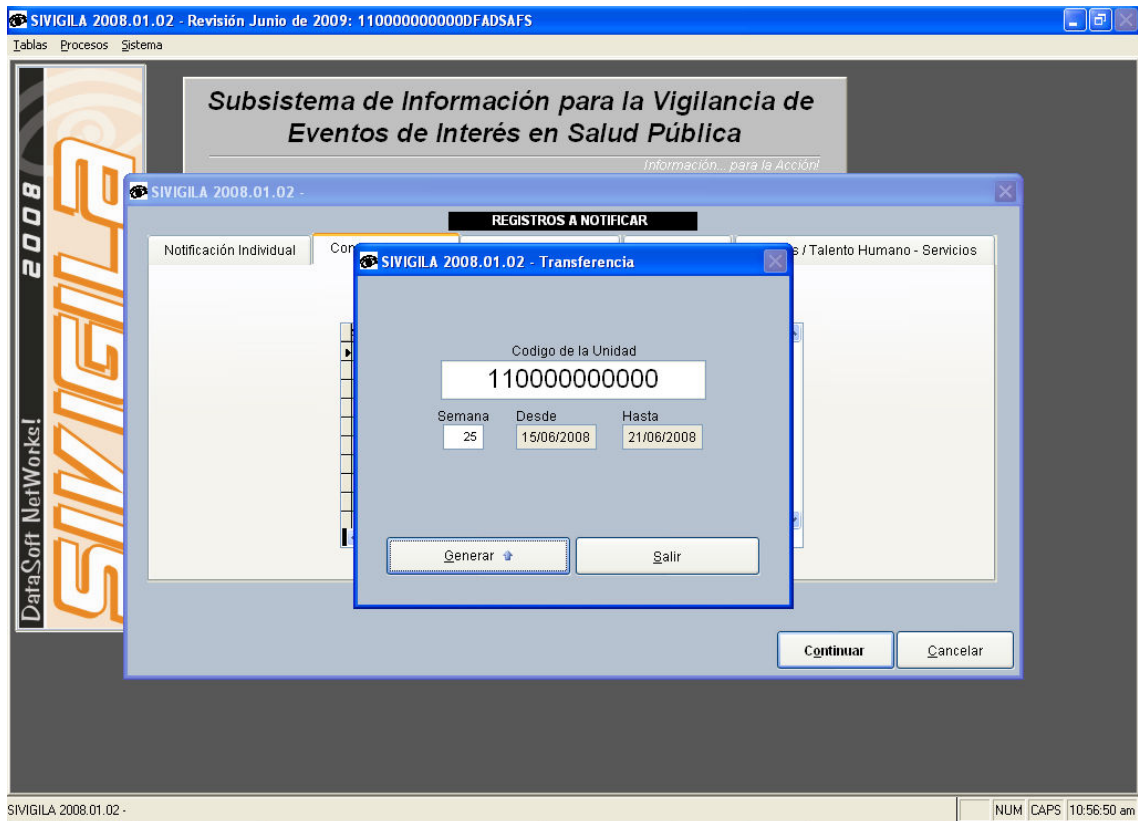 SIVIGILA 2008.01.02 - Revisión Junio de 2009: 110000000000DFADSAFS
Tablas Procesos Sistema
Subsistema de Información para la Vigilancia de
Eventos de Interés en Salud Pública
Información... para la Acción!
DataSoft NetWorks!
SIVIGILA
2008
SIVIGILA 2008.01.02 -
REGISTROS A NOTIFICAR
Notificación Individual
s / Talento Humano - Servicios
SIVIGILA 2008.01.02 - Transferencia
Codigo de la Unidad
110000000000
Semana Desde Hasta
25 15/06/2008 21/06/2008
Generar Salir
Continuar Cancelar
SIVIGILA 2008.01.02 - NUM CAPS 10:56:50 am